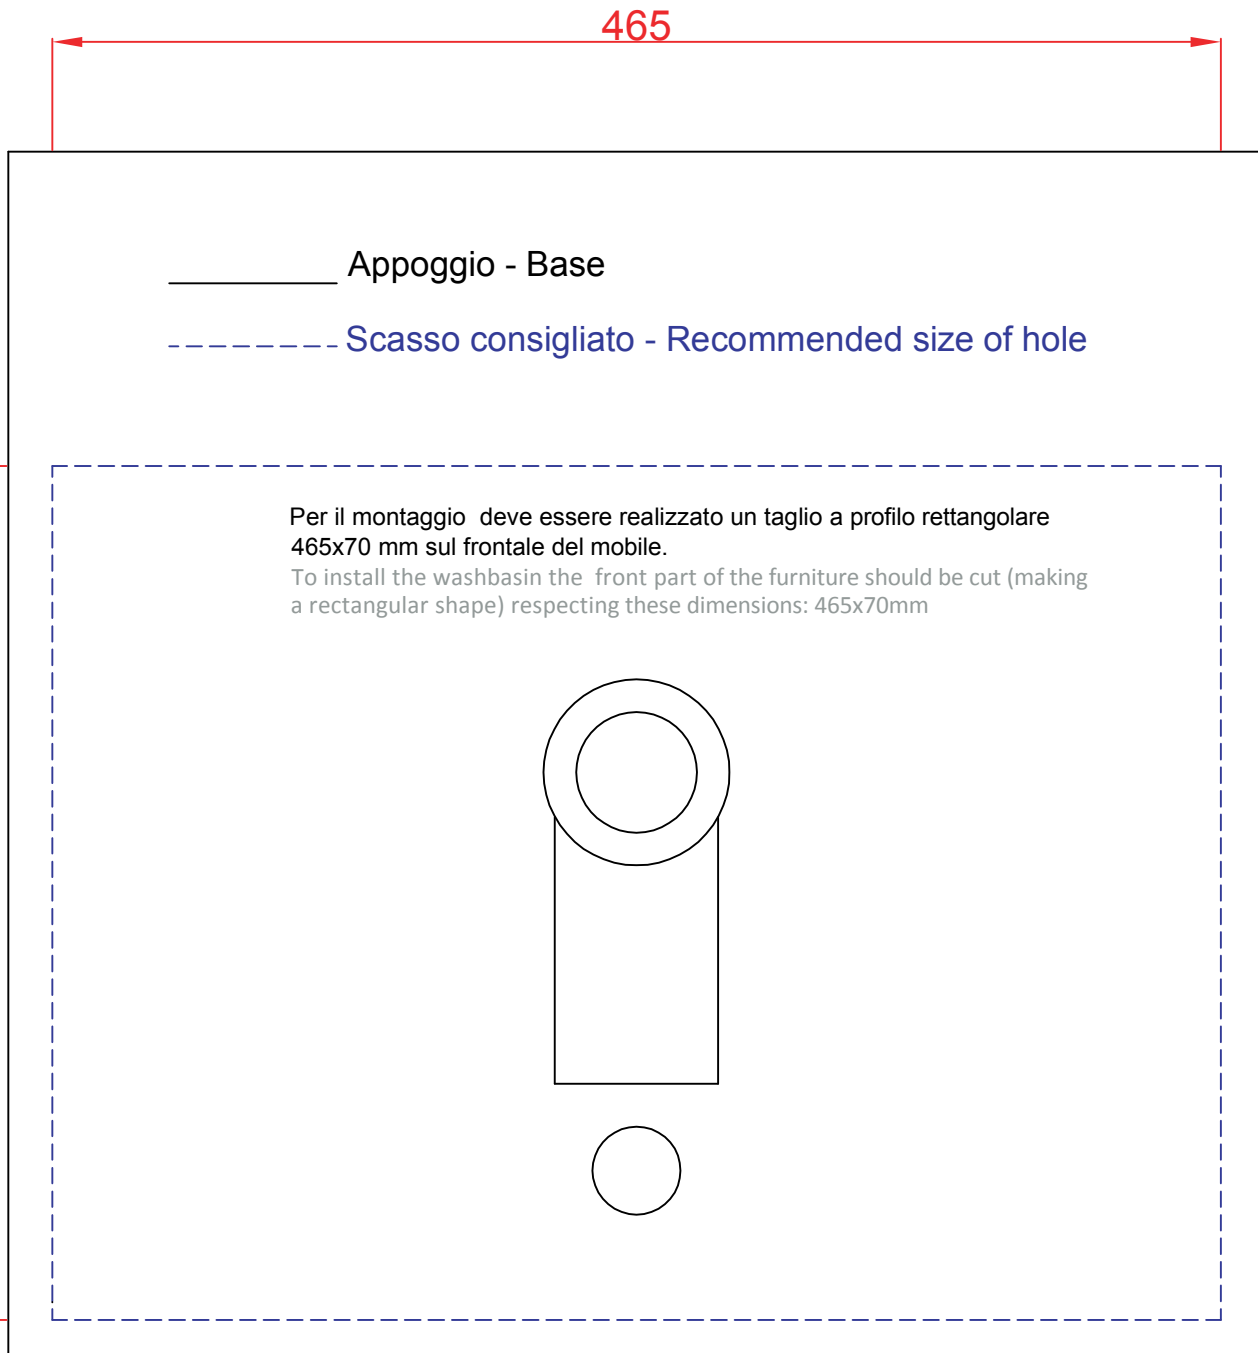 465
Appoggio - Base
Scasso consigliato - Recommended size of hole
Per il montaggio  deve essere realizzato un taglio a profilo rettangolare
465x70 mm sul frontale del mobile.
To install the washbasin the  front part of the furniture should be cut (making
a rectangular shape) respecting these dimensions: 465x70mm